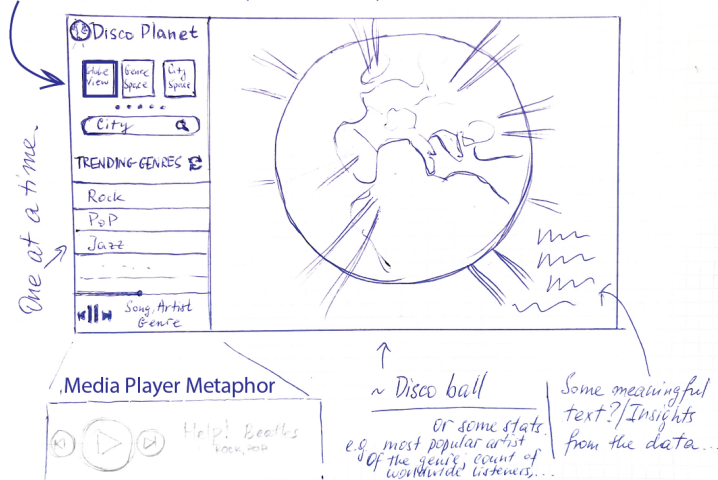 Disco Planet
Globe View
Genre Space
City Space
City
TRENDING GENRES
Rock
Pop
Jazz
Song, Artist
Genre
One at a time.
Media Player Metaphor
Help! Beatles
ROCK, POP
~ Disco ball
or some stats
e.g. most popular artist
of the genre; count of
worldwide listeners,...
Some meaningful
text?/Insights
from the data...